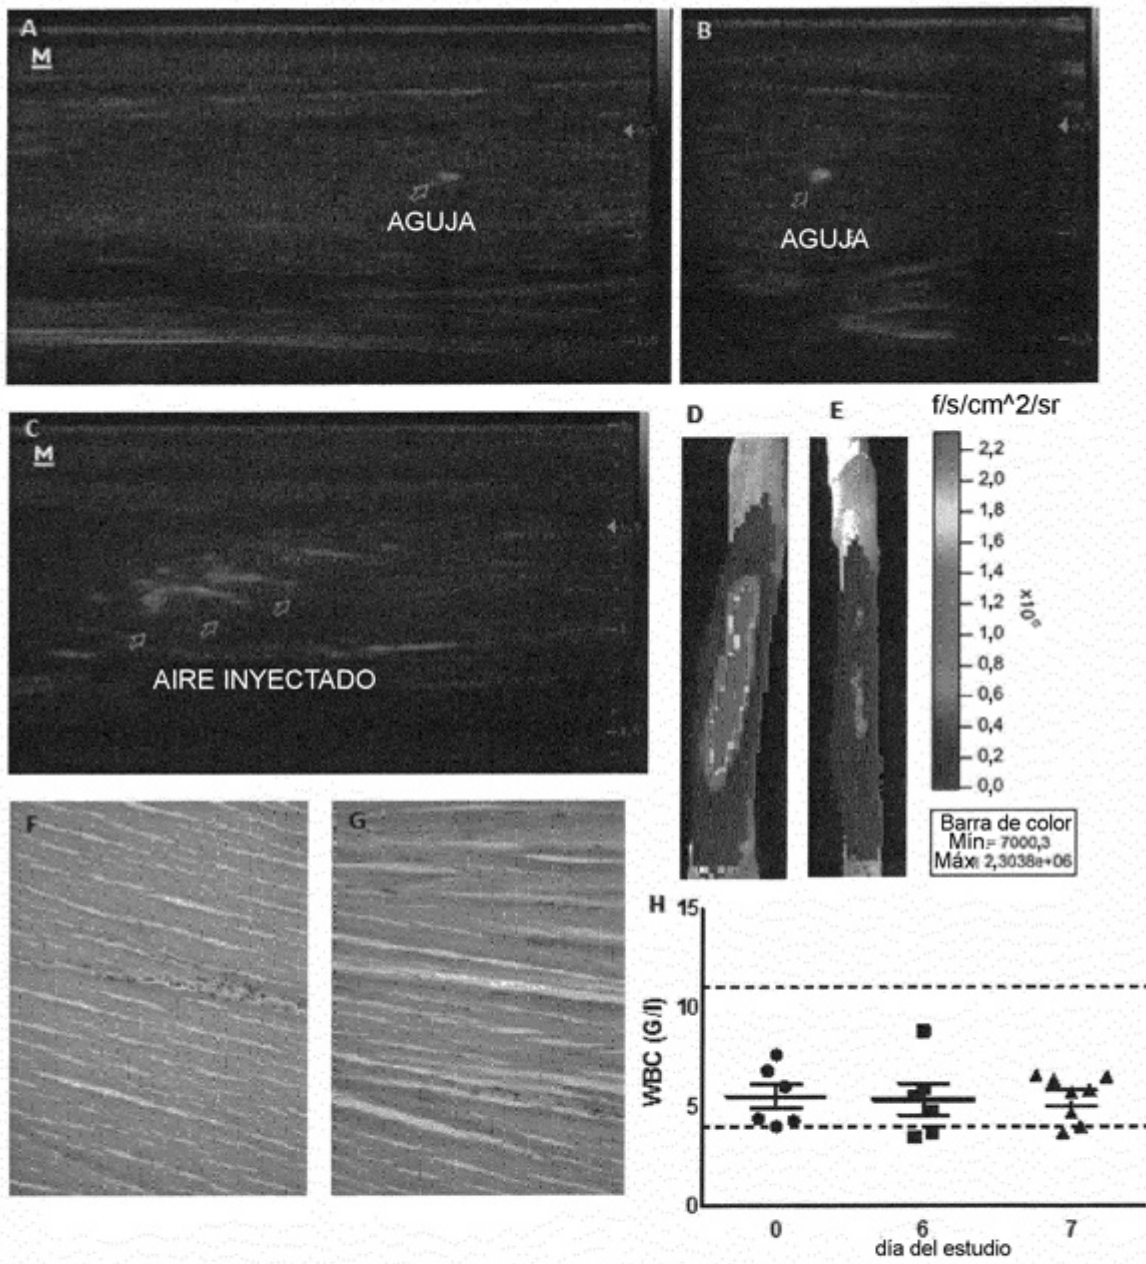 A
M
AGUJA
B
AGUJA
C
M
AIRE INYECTADO
D
E
f/s/cm^2/sr
2,2
2,0
1,8
1,6
1,4
1,2
1,0
0,8
0,6
0,4
0,2
0,0
Barra de color
Mín.= 7000,3
Máx: 2,3038e+06
F
G
H
WBC (G/l)
15
10
5
0
0
6
7
dia del estudio